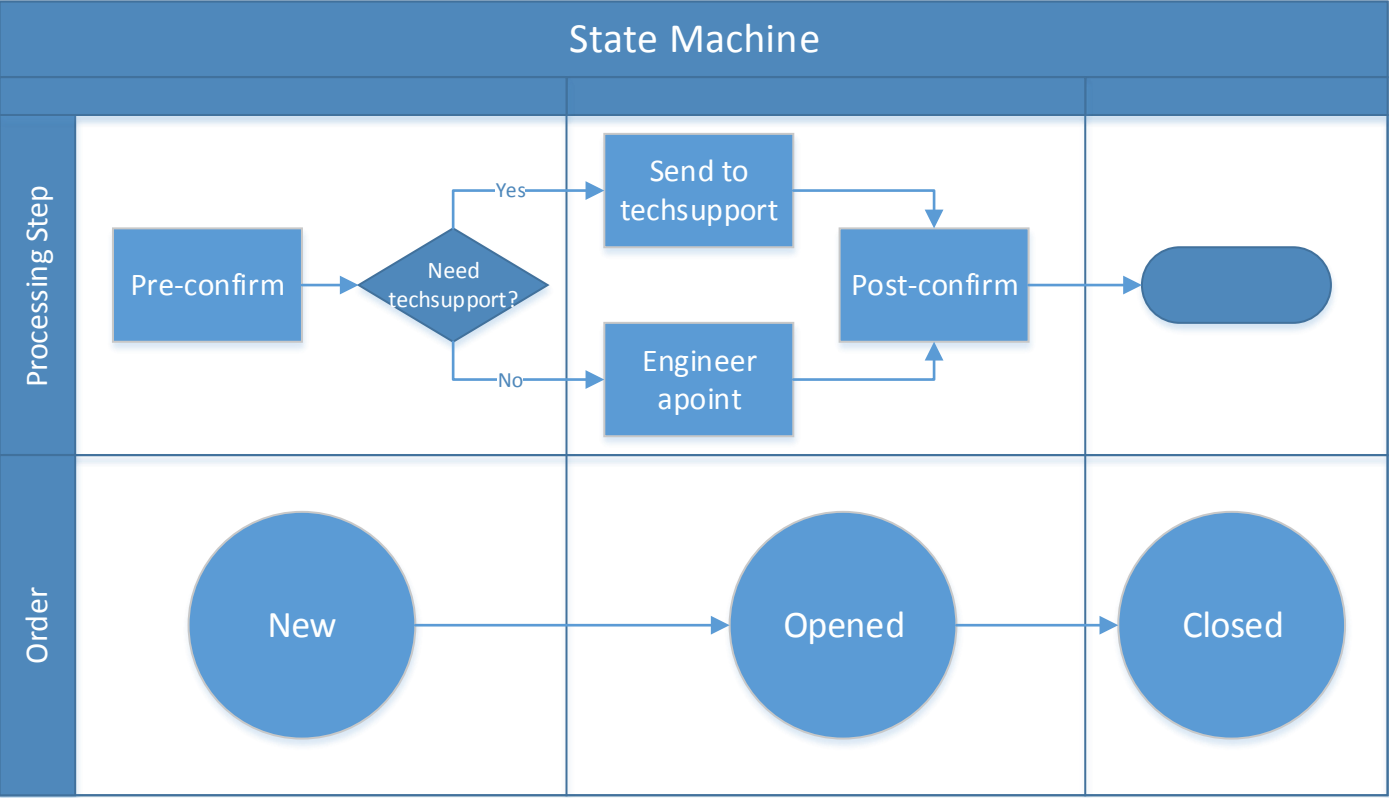 State Machine
Processing Step
Pre-confirm
Need
techsupport?
Yes
No
Send to
techsupport
Engineer
apoint
Post-confirm
Order
New
Opened
Closed